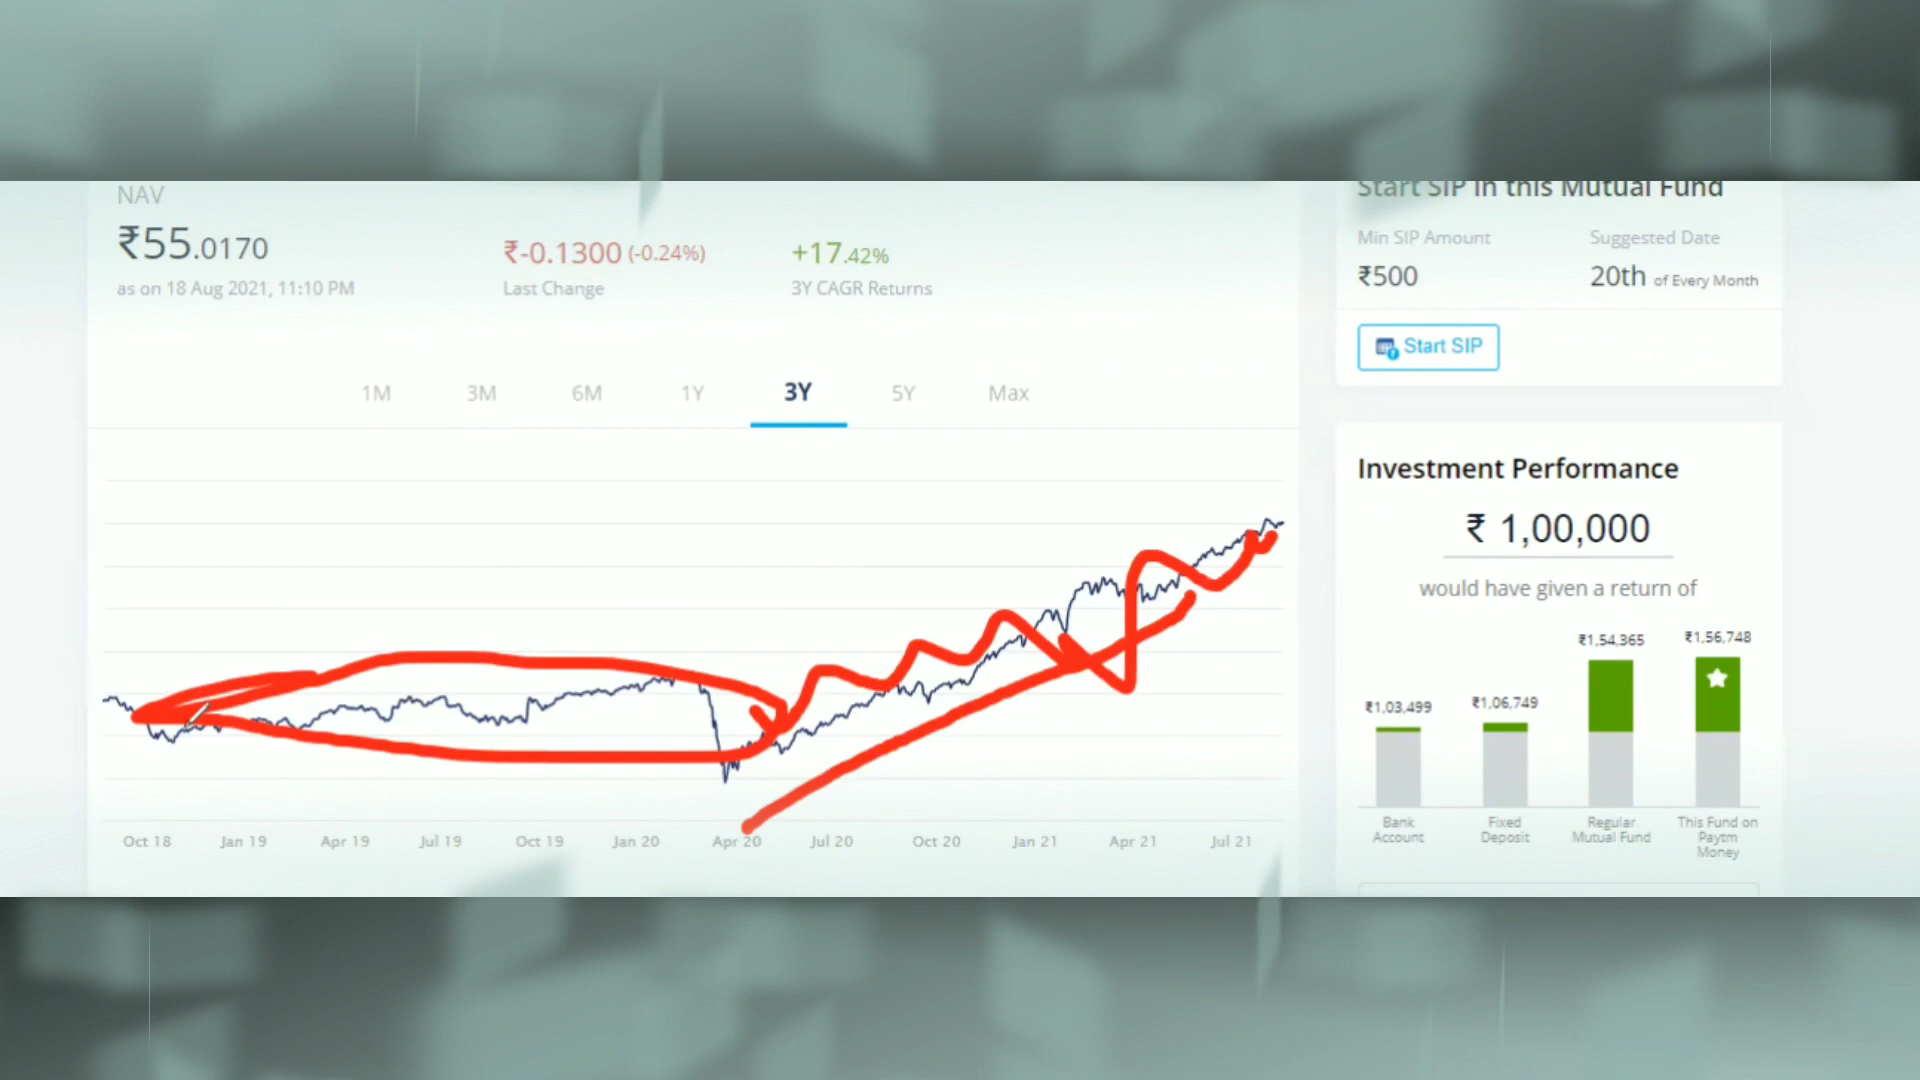 NAV
₹55.0170
as on 18 Aug 2021, 11:10 PM
₹-0.1300 (-0.24%)
Last Change
+17.42%
3Y CAGR Returns
1M 3M 6M 1Y 3Y 5Y Max
Oct 18 Jan 19 Apr 19 Jul 19 Oct 19 Jan 20 Apr 20 Jul 20 Oct 20 Jan 21 Apr 21 Jul 21
Start SIP in this Mutual Fund
Min SIP Amount
₹500
Suggested Date
20th of Every Month
Start SIP
Investment Performance
₹ 1,00,000
would have given a return of
₹1,03,499 ₹1,06,749 ₹1,54,365 ₹1,56,748
Bank
Account
Fixed
Deposit
Regular
Mutual Fund
This Fund on
Paytm
Money